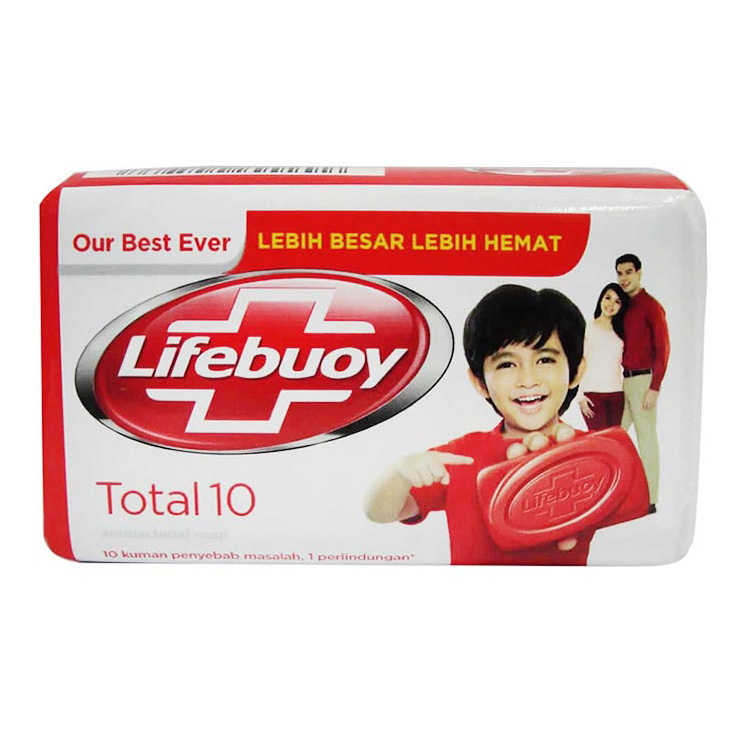 Our Best Ever
LEBIH BESAR LEBIH HEMAT
Lifebuoy
Total 10
antibacterial soap
10 kuman penyebab masalah, 1 perlindungan*
Lifebuoy